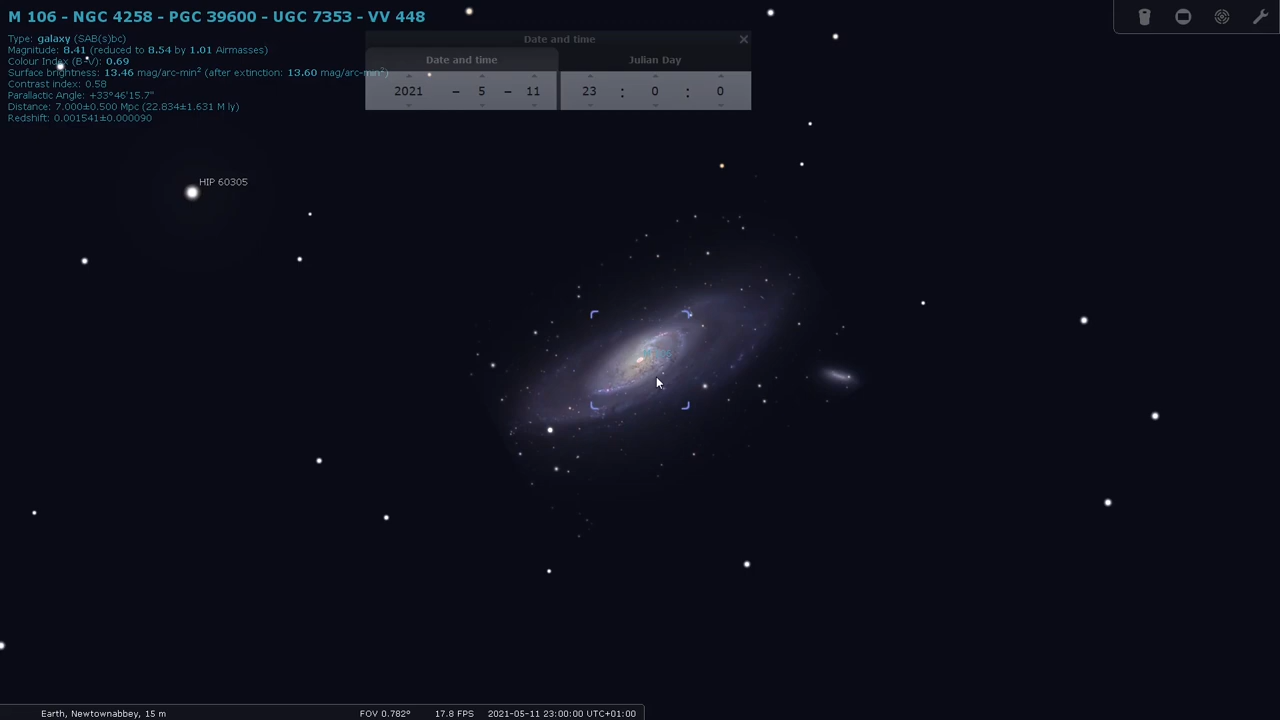 M 106 - NGC 4258 - PGC 39600 - UGC 7353 - VV 448
Type: galaxy (SAB(s)bc)
Magnitude: 8.41 (reduced to 8.54 by 1.01 Airmasses)
Colour Index (B-V): 0.69
Surface brightness: 13.46 mag/arc-min² (after extinction: 13.60 mag/arc-min²)
Contrast index: 0.58
Parallactic Angle: +33°46'15.7"
Distance: 7.000±0.500 Mpc (22.834±1.631 M ly)
Redshift: 0.001541±0.000090
Date and time
Date and time
Julian Day
2021 - 5 - 11 23 : 0 : 0
HIP 60305
M 106
Earth, Newtownabbey, 15 m
FOV 0.782°
17.8 FPS
2021-05-11 23:00:00 UTC+01:00